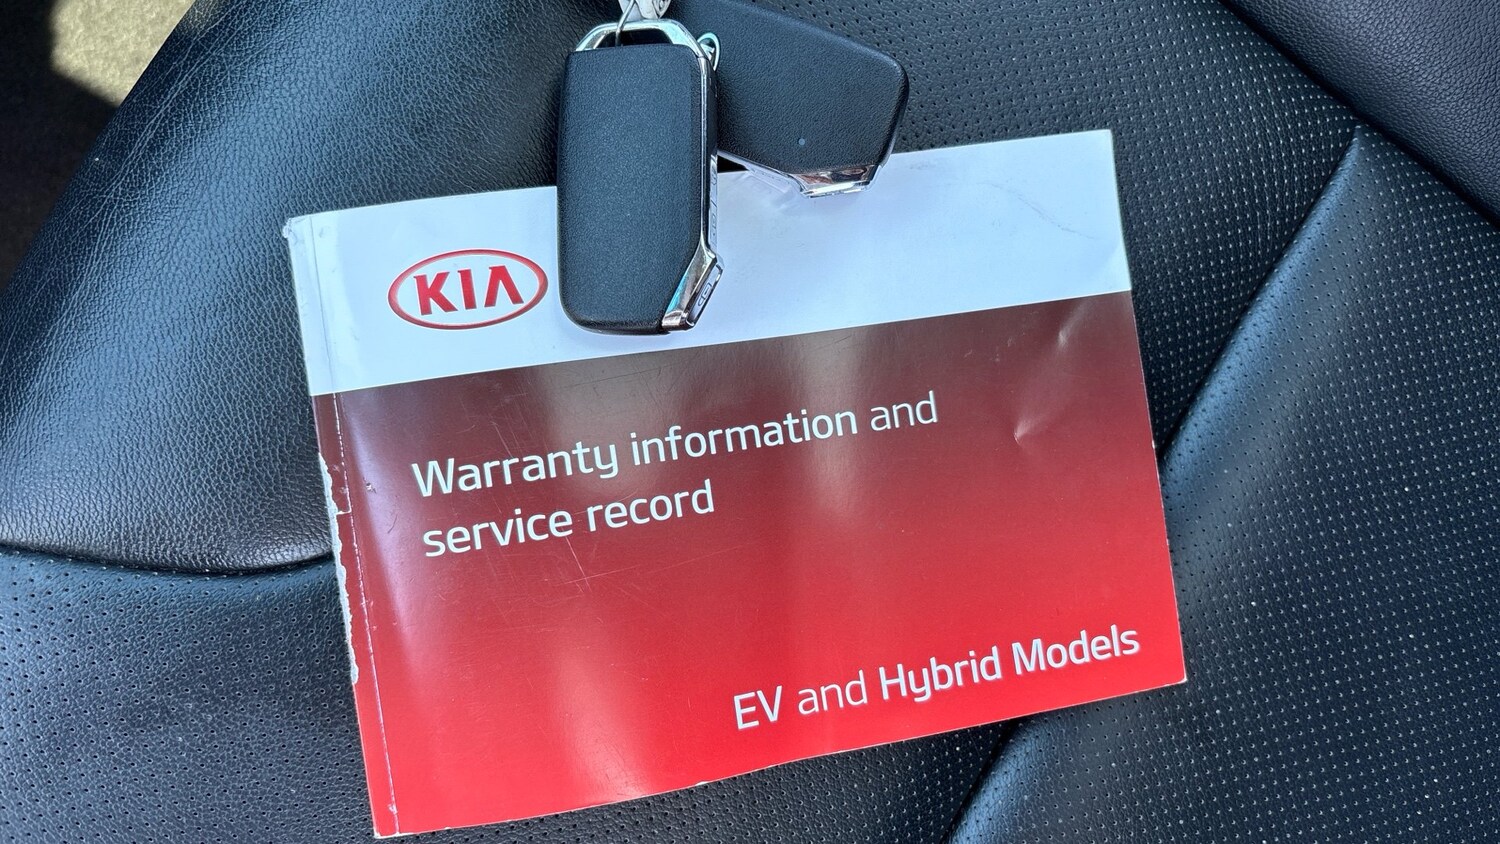 KIA
Warranty information and
service record
EV and Hybrid Models